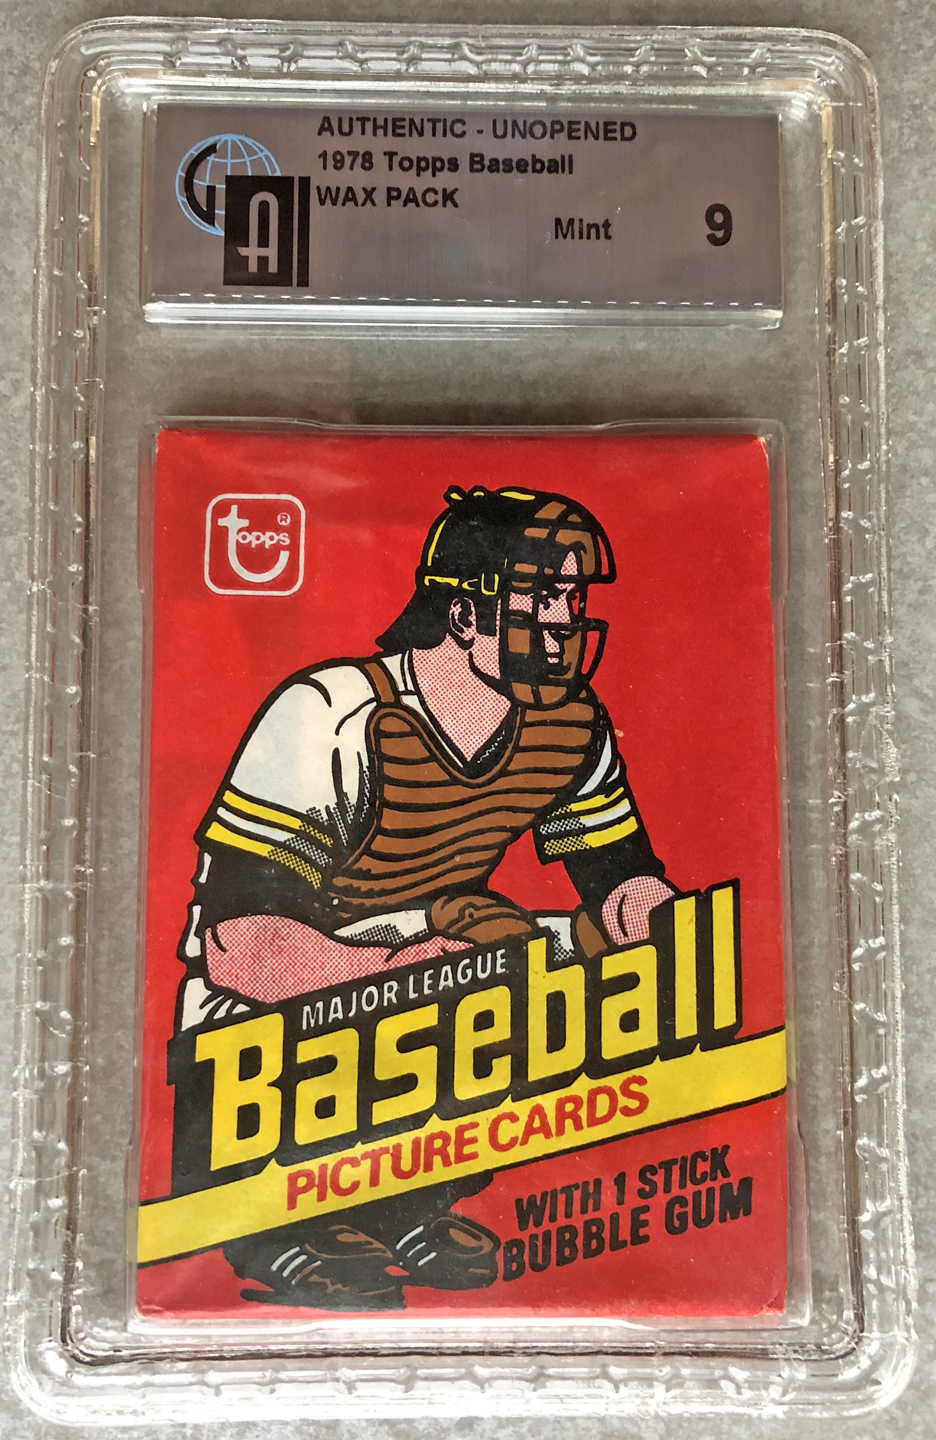 AUTHENTIC - UNOPENED
1978 Topps Baseball
WAX PACK
Mint 9
GA
topps®
MAJOR LEAGUE
Baseball
PICTURE CARDS
WITH 1 STICK
BUBBLE GUM